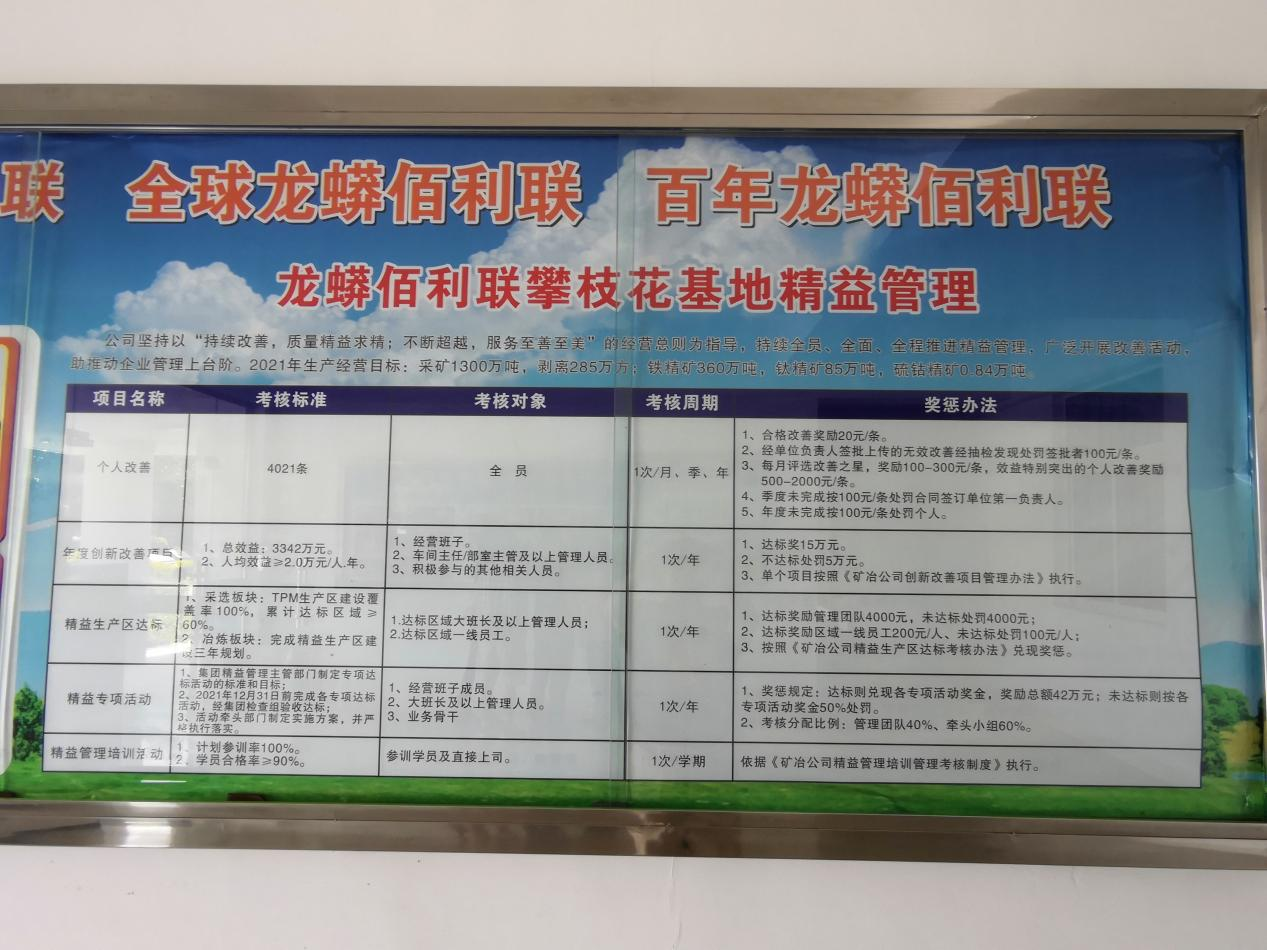 联 全球龙蟒佰利联 百年龙蟒佰利联
龙蟒佰利联攀枝花基地精益管理
公司坚持以“持续改善，质量精益求精；不断超越，服务至善至美”的经营总则为指导，持续全员、全面、全程推进精益管理，广泛开展改善活动，
助推动企业管理上台阶。2021年生产经营目标：采矿1300万吨，剥离285万方；铁精矿360万吨，钛精矿85万吨，硫钴精矿0.84万吨。
项目名称 考核标准 考核对象 考核周期 奖惩办法
个人改善
4021条
全 员
1次/月、季、年
1、合格改善奖励20元/条。
2、经单位负责人签批上传的无效改善经抽检发现处罚签批者100元/条。
3、每月评选改善之星，奖励100-300元/条，效益特别突出的个人改善奖励
500-2000元/条。
4、季度未完成按100元/条处罚合同签订单位第一负责人。
5、年度未完成按100元/条处罚个人。
年度创新改善项目
1、总效益：3342万元。
2、人均效益≥2.0万元/人.年。
1、经营班子。
2、车间主任/部室主管及以上管理人员。
3、积极参与的其他相关人员。
1次/年
1、达标奖15万元。
2、不达标处罚5万元。
3、单个项目按照《矿冶公司创新改善项目管理办法》执行。
精益生产区达标
1、采选板块：TPM生产区建设覆
盖率100%，累计达标区域≥
60%。
2、冶炼板块：完成精益生产区建
设三年规划。
1.达标区域大班长及以上管理人员；
2.达标区域一线员工。
1次/年
1、达标奖励管理团队4000元，未达标处罚4000元；
2、达标奖励区域一线员工200元/人、未达标处罚100元/人；
3、按照《矿冶公司精益生产区达标考核办法》兑现奖惩。
精益专项活动
1、集团精益管理主管部门制定专项达
标活动的标准和目标；
2、2021年12月31日前完成各专项达标
活动，经集团检查组验收达标；
3、活动牵头部门制定实施方案，并严
格执行落实。
1、经营班子成员。
2、大班长及以上管理人员。
3、业务骨干
1次/年
1、奖惩规定：达标则兑现各专项活动奖金，奖励总额42万元；未达标则按各
专项活动奖金50%处罚。
2、考核分配比例：管理团队40%、牵头小组60%。
精益管理培训活动
1、计划参训率100%。
2、学员合格率≥90%。
参训学员及直接上司。
1次/学期
依据《矿冶公司精益管理培训管理考核制度》执行。